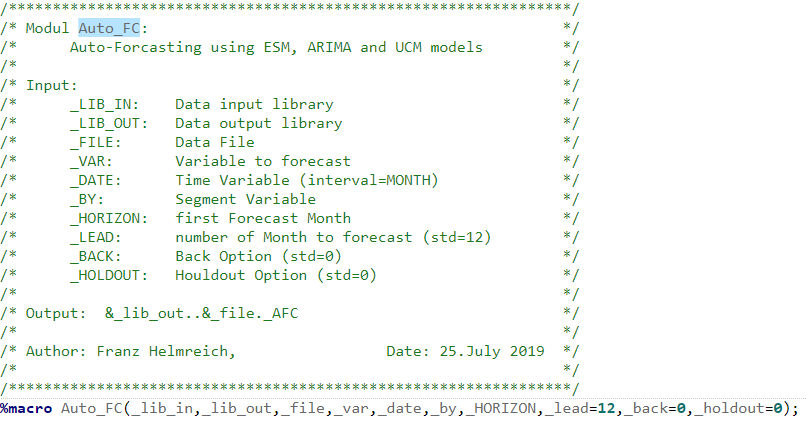 /***************************************************************/
/* Modul Auto_FC: */
/* Auto-Forcasting using ESM, ARIMA and UCM models */
/* */
/* Input: */
/* _LIB_IN: Data input library */
/* _LIB_OUT: Data output library */
/* _FILE: Data File */
/* _VAR: Variable to forecast */
/* _DATE: Time Variable (interval=MONTH) */
/* _BY: Segment Variable */
/* _HORIZON: first Forecast Month */
/* _LEAD: number of Month to forecast (std=12) */
/* _BACK: Back Option (std=0) */
/* _HOLDOUT: Houldout Option (std=0) */
/* */
/* Output: &_lib_out..&_file._AFC */
/* */
/* Author: Franz Helmreich, Date: 25.July 2019 */
/* */
/***************************************************************/
%macro Auto_FC(_lib_in,_lib_out,_file,_var,_date,_by,_HORIZON,_lead=12,_back=0,_holdout=0);